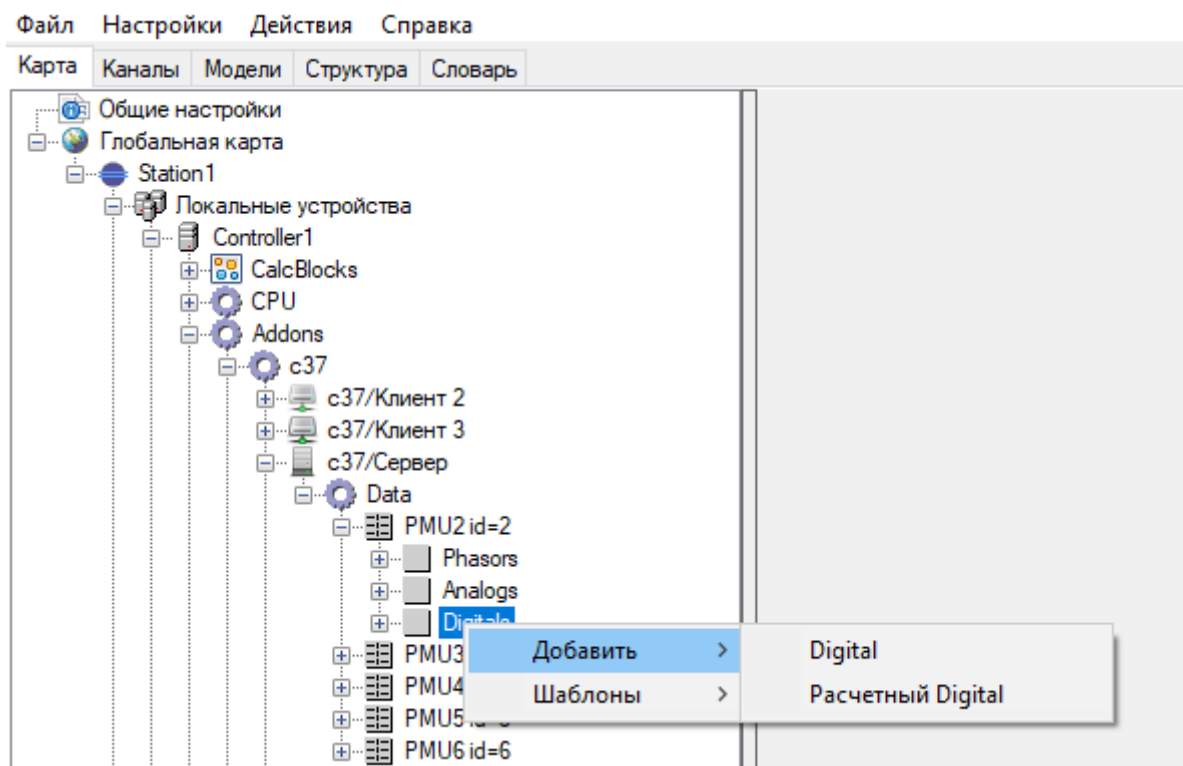 Файл Настройки Действия Справка
Карта Каналы Модели Структура Словарь
Общие настройки
Глобальная карта
Station1
Локальные устройства
Controller1
CalcBlocks
CPU
Addons
c37
c37/Клиент 2
c37/Клиент 3
c37/Сервер
Data
PMU2 id=2
Phasors
Analogs
Digitals
Добавить > Digital
PMU3
Шаблоны > Расчетный Digital
PMU4
PMU5
PMU6 id=6